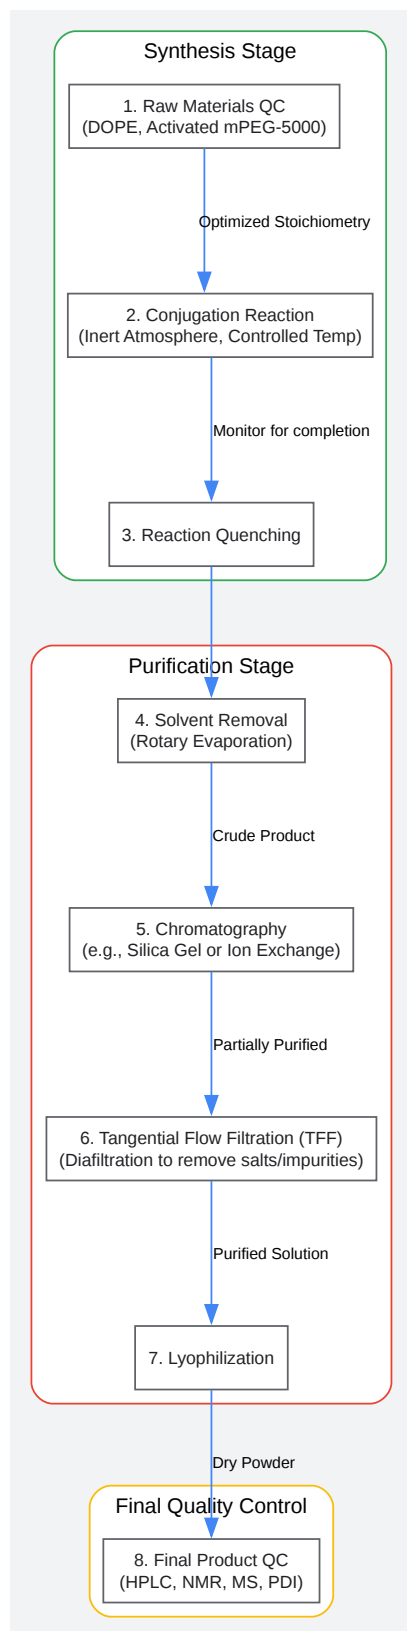 Synthesis Stage
1. Raw Materials QC
(DOPE, Activated mPEG-5000)
Optimized Stoichiometry
2. Conjugation Reaction
(Inert Atmosphere, Controlled Temp)
Monitor for completion
3. Reaction Quenching
Purification Stage
4. Solvent Removal
(Rotary Evaporation)
Crude Product
5. Chromatography
(e.g., Silica Gel or Ion Exchange)
Partially Purified
6. Tangential Flow Filtration (TFF)
(Diafiltration to remove salts/impurities)
Purified Solution
7. Lyophilization
Dry Powder
Final Quality Control
8. Final Product QC
(HPLC, NMR, MS, PDI)